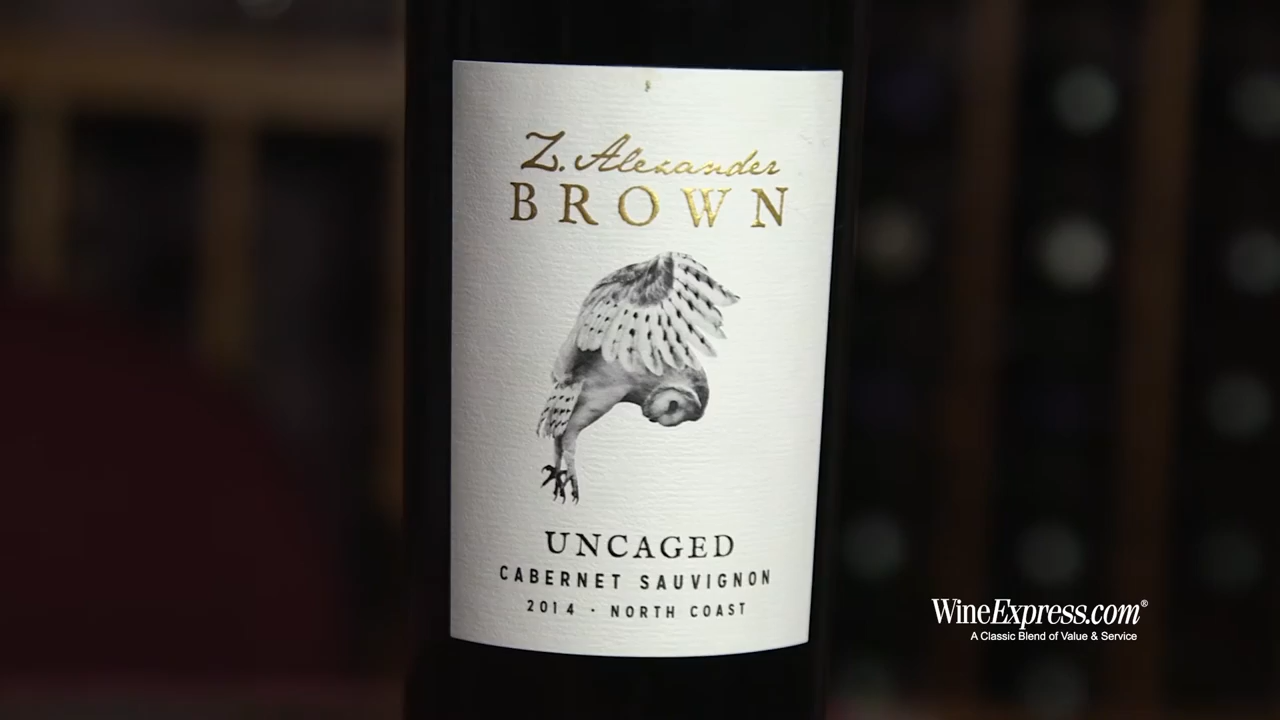 Z. Alexander
BROWN
UNCAGED
CABERNET SAUVIGNON
2014 · NORTH COAST
WineExpress.com®
A Classic Blend of Value & Service